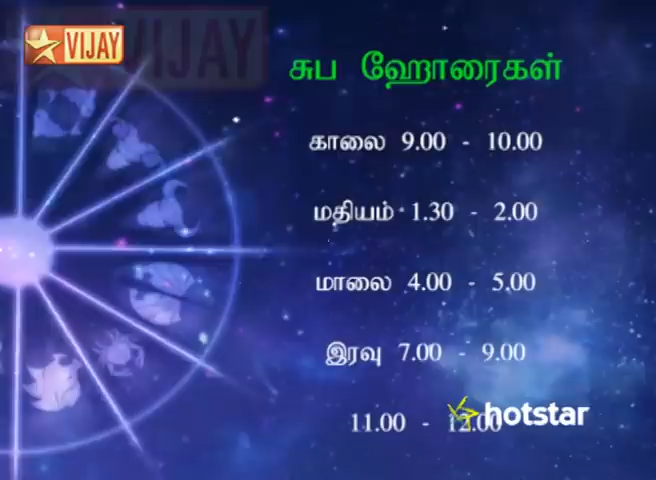 VIJAY
VIJAY
சுப ஹோரைகள்
காலை 9.00 - 10.00
மதியம் 1.30 - 2.00
மாலை 4.00 - 5.00
இரவு 7.00 - 9.00
11.00 - 12.00
hotstar